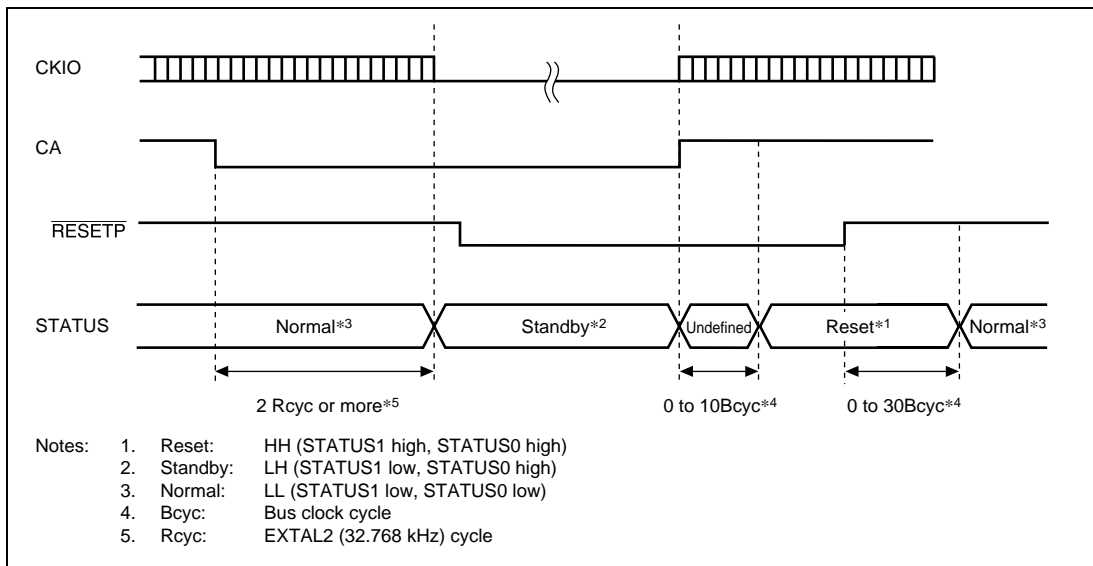 CKIO
CA
RESETP
STATUS
Normal*3 Standby*2 Undefined Reset*1 Normal*3
2 Rcyc or more*5 0 to 10Bcyc*4 0 to 30Bcyc*4
Notes: 1. Reset: HH (STATUS1 high, STATUS0 high)
2. Standby: LH (STATUS1 low, STATUS0 high)
3. Normal: LL (STATUS1 low, STATUS0 low)
4. Bcyc: Bus clock cycle
5. Rcyc: EXTAL2 (32.768 kHz) cycle